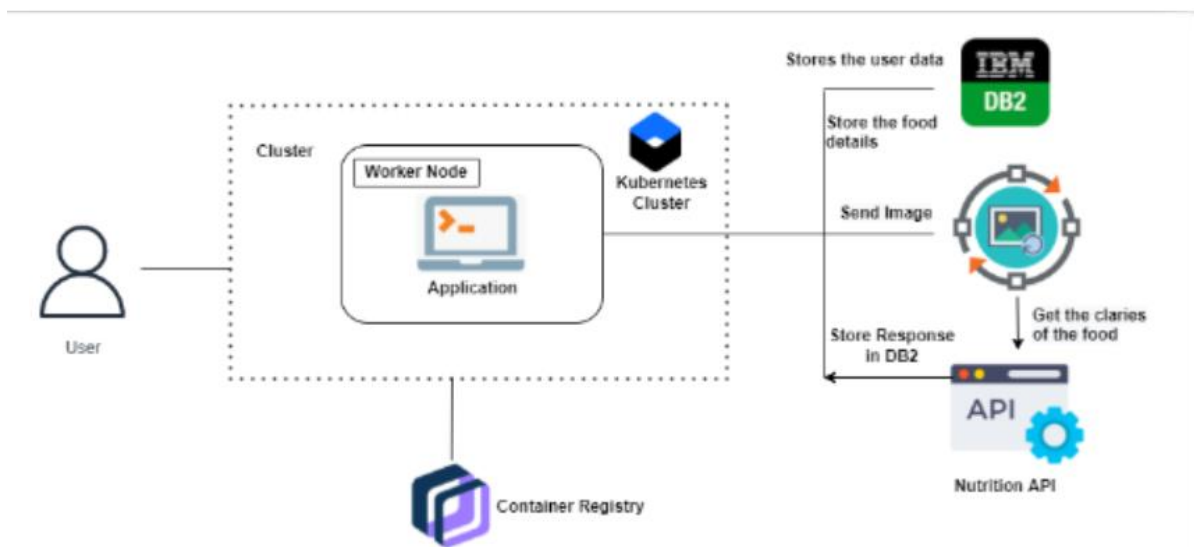 Stores the user data
IBM
DB2
Store the food
details
Cluster
Worker Node
Kubernetes
Cluster
Send Image
Application
User
Get the claries
of the food
Store Response
in DB2
API
Nutrition API
Container Registry